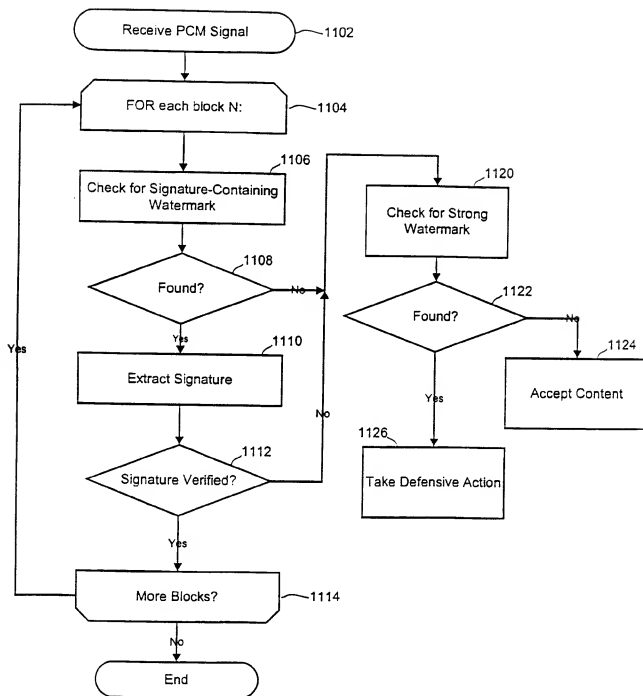 Receive PCM Signal
1102
FOR each block N:
1104
1106
Check for Signature-Containing
Watermark
1108
Found?
No
Yes
1110
Extract Signature
1112
Signature Verified?
No
Yes
More Blocks?
1114
Yes
No
End
1120
Check for Strong
Watermark
1122
Found?
No
1124
Accept Content
Yes
1126
Take Defensive Action